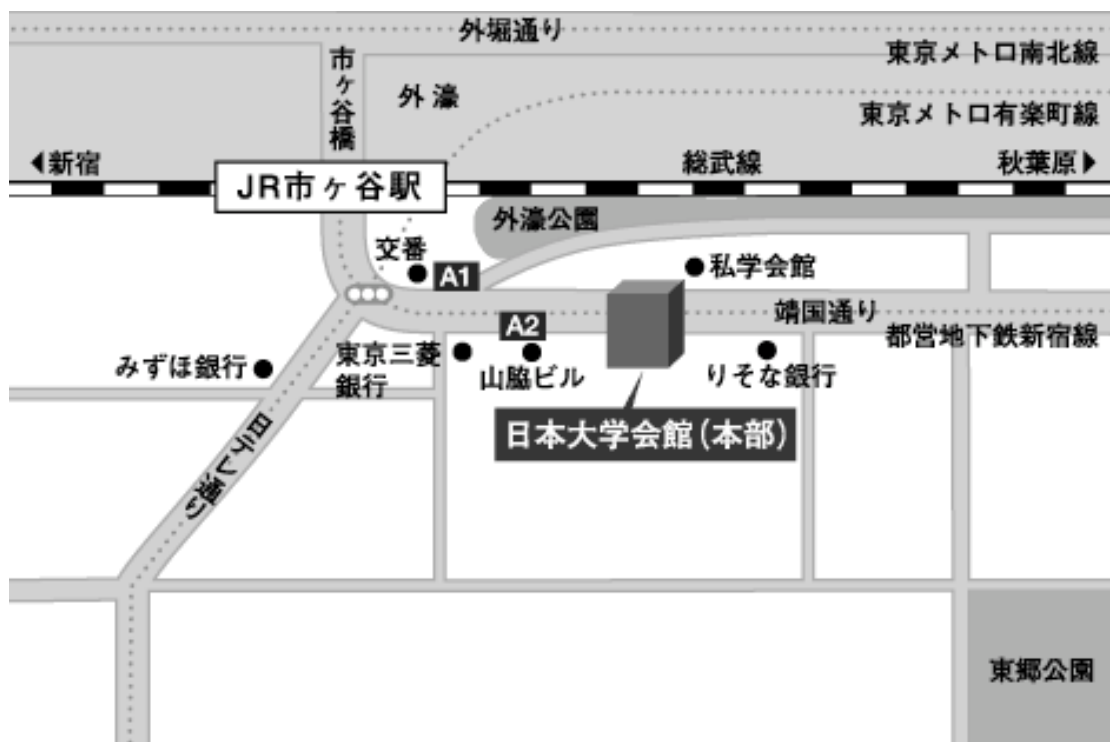 外堀通り
東京メトロ南北線
市ヶ谷橋
外 濠
東京メトロ有楽町線
新宿
総武線
秋葉原
JR市ヶ谷駅
外濠公園
交番
A1
私学会館
靖国通り
A2
都営地下鉄新宿線
みずほ銀行
東京三菱
銀行
山脇ビル
りそな銀行
日本大学会館(本部)
日テレ通り
東郷公園